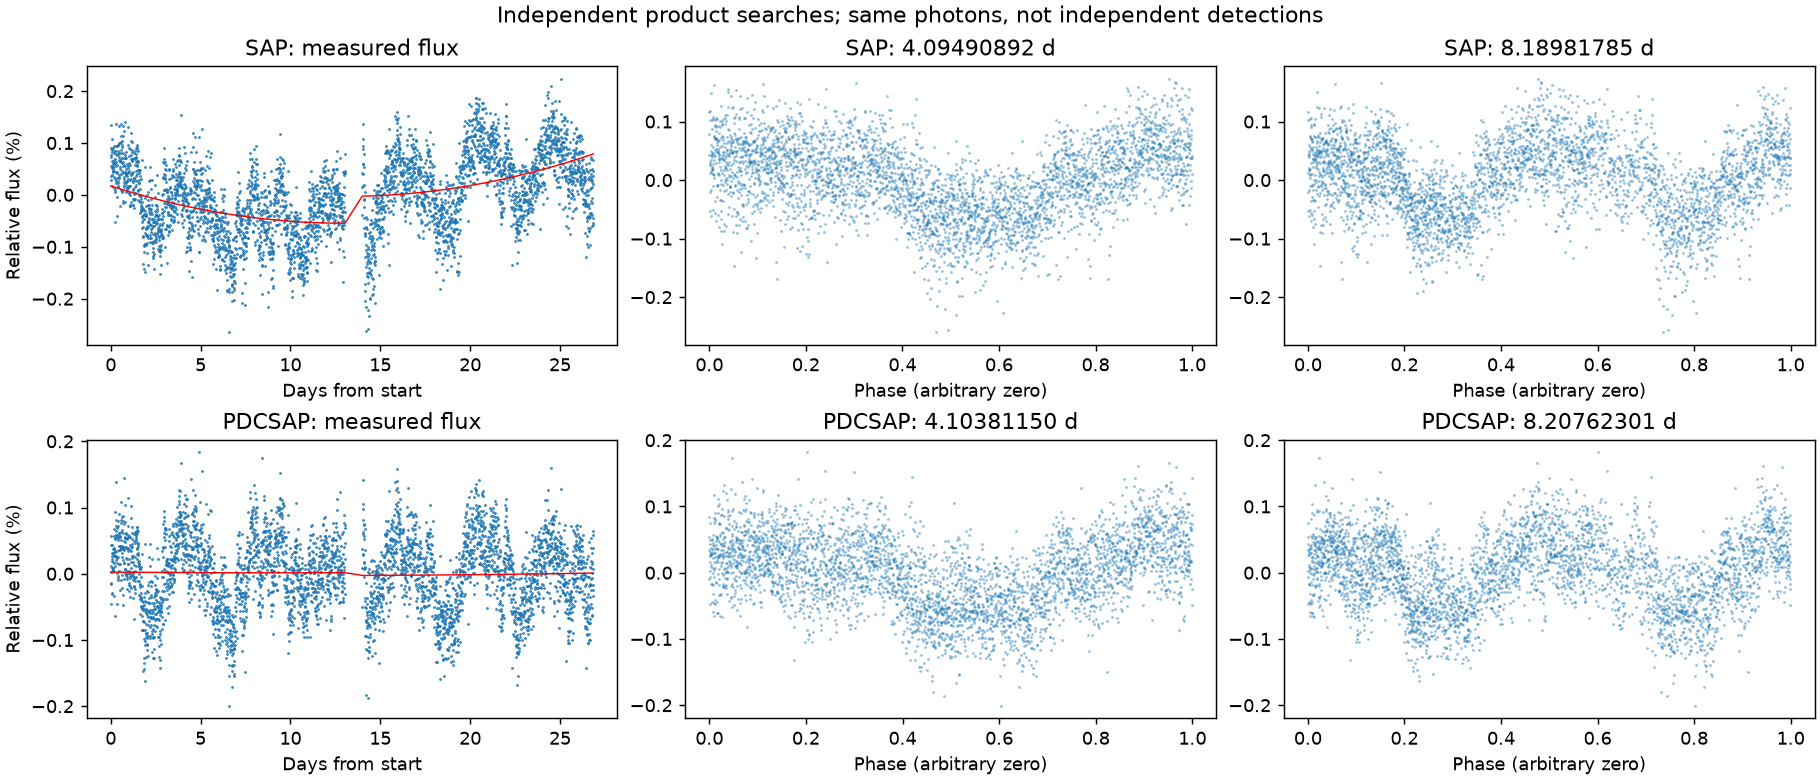 Independent product searches; same photons, not independent detections
SAP: measured flux
Relative flux (%)
0.2
0.1
0.0
−0.1
−0.2
0 5 10 15 20 25
Days from start
SAP: 4.09490892 d
0.1
0.0
−0.1
−0.2
0.0 0.2 0.4 0.6 0.8 1.0
Phase (arbitrary zero)
SAP: 8.18981785 d
0.1
0.0
−0.1
−0.2
0.0 0.2 0.4 0.6 0.8 1.0
Phase (arbitrary zero)
PDCSAP: measured flux
Relative flux (%)
0.2
0.1
0.0
−0.1
−0.2
0 5 10 15 20 25
Days from start
PDCSAP: 4.10381150 d
0.2
0.1
0.0
−0.1
−0.2
0.0 0.2 0.4 0.6 0.8 1.0
Phase (arbitrary zero)
PDCSAP: 8.20762301 d
0.2
0.1
0.0
−0.1
−0.2
0.0 0.2 0.4 0.6 0.8 1.0
Phase (arbitrary zero)